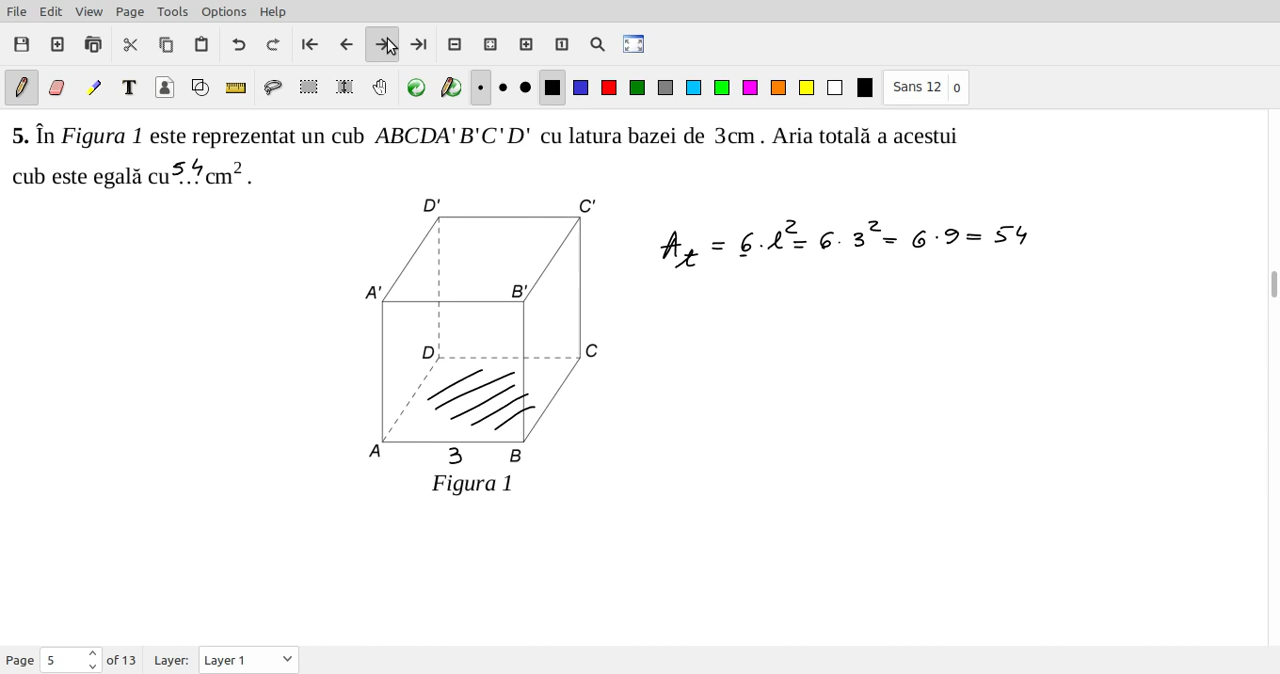 File Edit View Page Tools Options Help
Sans 12 0
5. În Figura 1 este reprezentat un cub ABCDA'B'C'D' cu latura bazei de 3cm. Aria totală a acestui
cub este egală cu 54 ... cm².
D' C'
A_t = 6 · l² = 6 · 3² = 6 · 9 = 54
A' B'
D C
A 3 B
Figura 1
Page 5 of 13 Layer: Layer 1